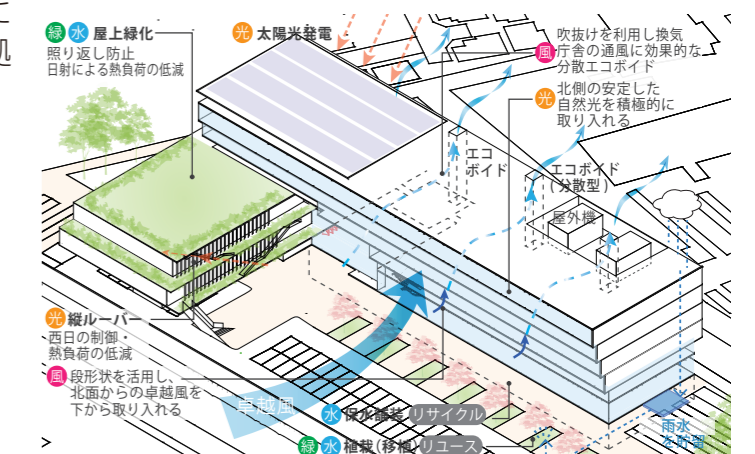 に
処
緑 水 屋上緑化
照り返し防止
日射による熱負荷の低減
光 太陽光発電
風 吹抜けを利用し換気
庁舎の通風に効果的な
分散エコボイド
光 北側の安定した
自然光を積極的に
取り入れる
エコ
ボイド
エコボイド
(分散型)
屋外機
光 縦ルーバー
西日の制御・
熱負荷の低減
風 段形状を活用し、
北面からの卓越風を
下から取り入れる
卓越風
水 保水舗装 リサイクル
緑 水 植栽(移植) リユース
雨水
を貯留